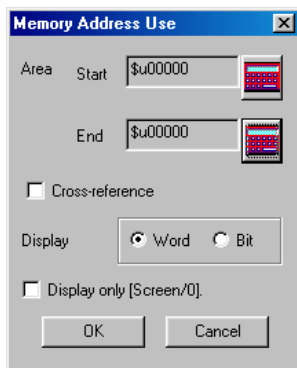 Memory Address Use
Area Start $u00000
End $u00000
Cross-reference
Display Word Bit
Display only [Screen/0].
OK Cancel